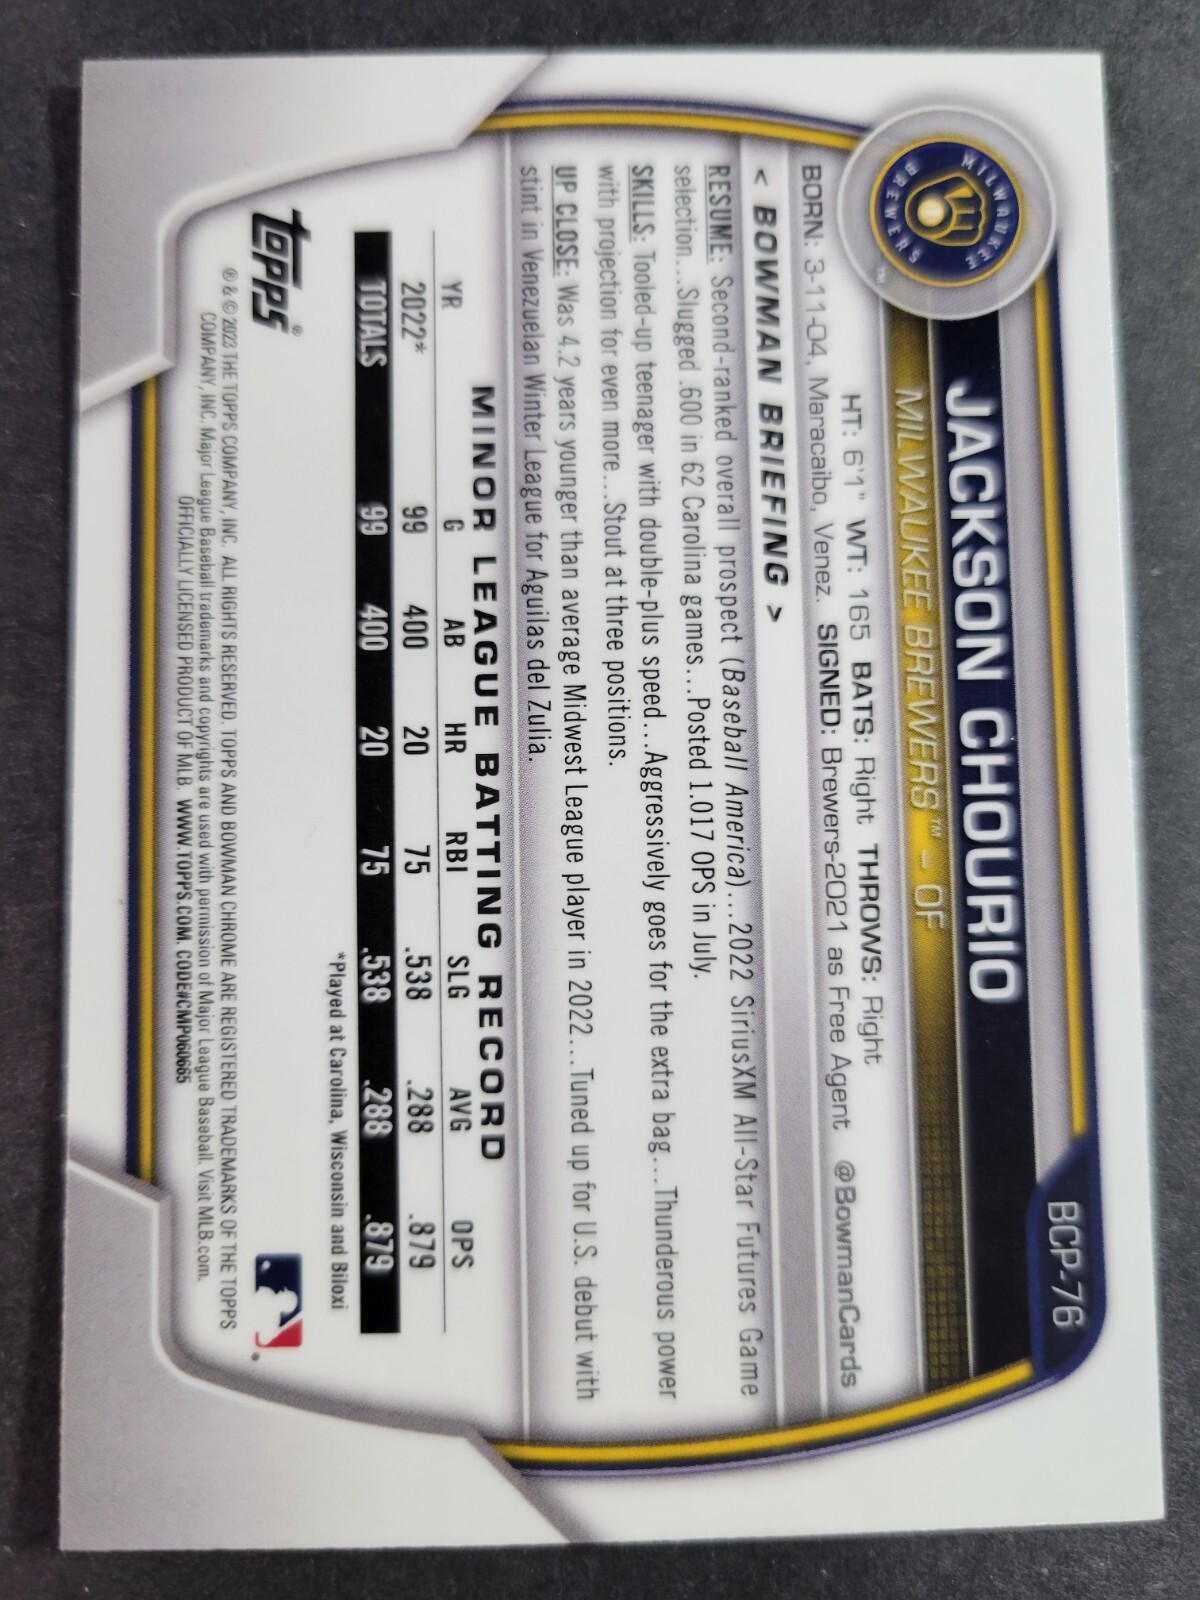 BCP-76
MILWAUKEE BREWERS ™
JACKSON CHOURIO
MILWAUKEE BREWERS™ – OF
HT: 6'1" WT: 165 BATS: Right THROWS: Right
BORN: 3-11-04, Maracaibo, Venez. SIGNED: Brewers-2021 as Free Agent @BowmanCards
< BOWMAN BRIEFING >
RESUME: Second-ranked overall prospect (Baseball America)...2022 SiriusXM All-Star Futures Game
selection...Slugged .600 in 62 Carolina games...Posted 1.017 OPS in July.
SKILLS: Tooled-up teenager with double-plus speed...Aggressively goes for the extra bag...Thunderous power
with projection for even more...Stout at three positions.
UP CLOSE: Was 4.2 years younger than average Midwest League player in 2022...Tuned up for U.S. debut with
stint in Venezuelan Winter League for Aguilas del Zulia.
MINOR LEAGUE BATTING RECORD
YR G AB HR RBI SLG AVG OPS
2022* 99 400 20 75 .538 .288 .879
TOTALS 99 400 20 75 .538 .288 .879
*Played at Carolina, Wisconsin and Biloxi
topps®
® & © 2023 THE TOPPS COMPANY, INC. ALL RIGHTS RESERVED. TOPPS AND BOWMAN CHROME ARE REGISTERED TRADEMARKS OF THE TOPPS
COMPANY, INC. Major League Baseball trademarks and copyrights are used with permission of Major League Baseball. Visit MLB.com.
OFFICIALLY LICENSED PRODUCT OF MLB. WWW.TOPPS.COM. CODE#CMP060665